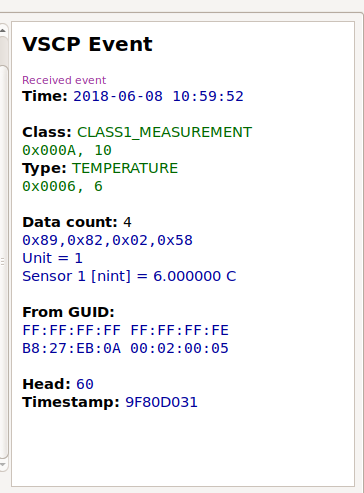 VSCP Event
Received event
Time: 2018-06-08 10:59:52
Class: CLASS1_MEASUREMENT
0x000A, 10
Type: TEMPERATURE
0x0006, 6
Data count: 4
0x89,0x82,0x02,0x58
Unit = 1
Sensor 1 [nint] = 6.000000 C
From GUID:
FF:FF:FF:FF FF:FF:FF:FE
B8:27:EB:0A 00:02:00:05
Head: 60
Timestamp: 9F80D031